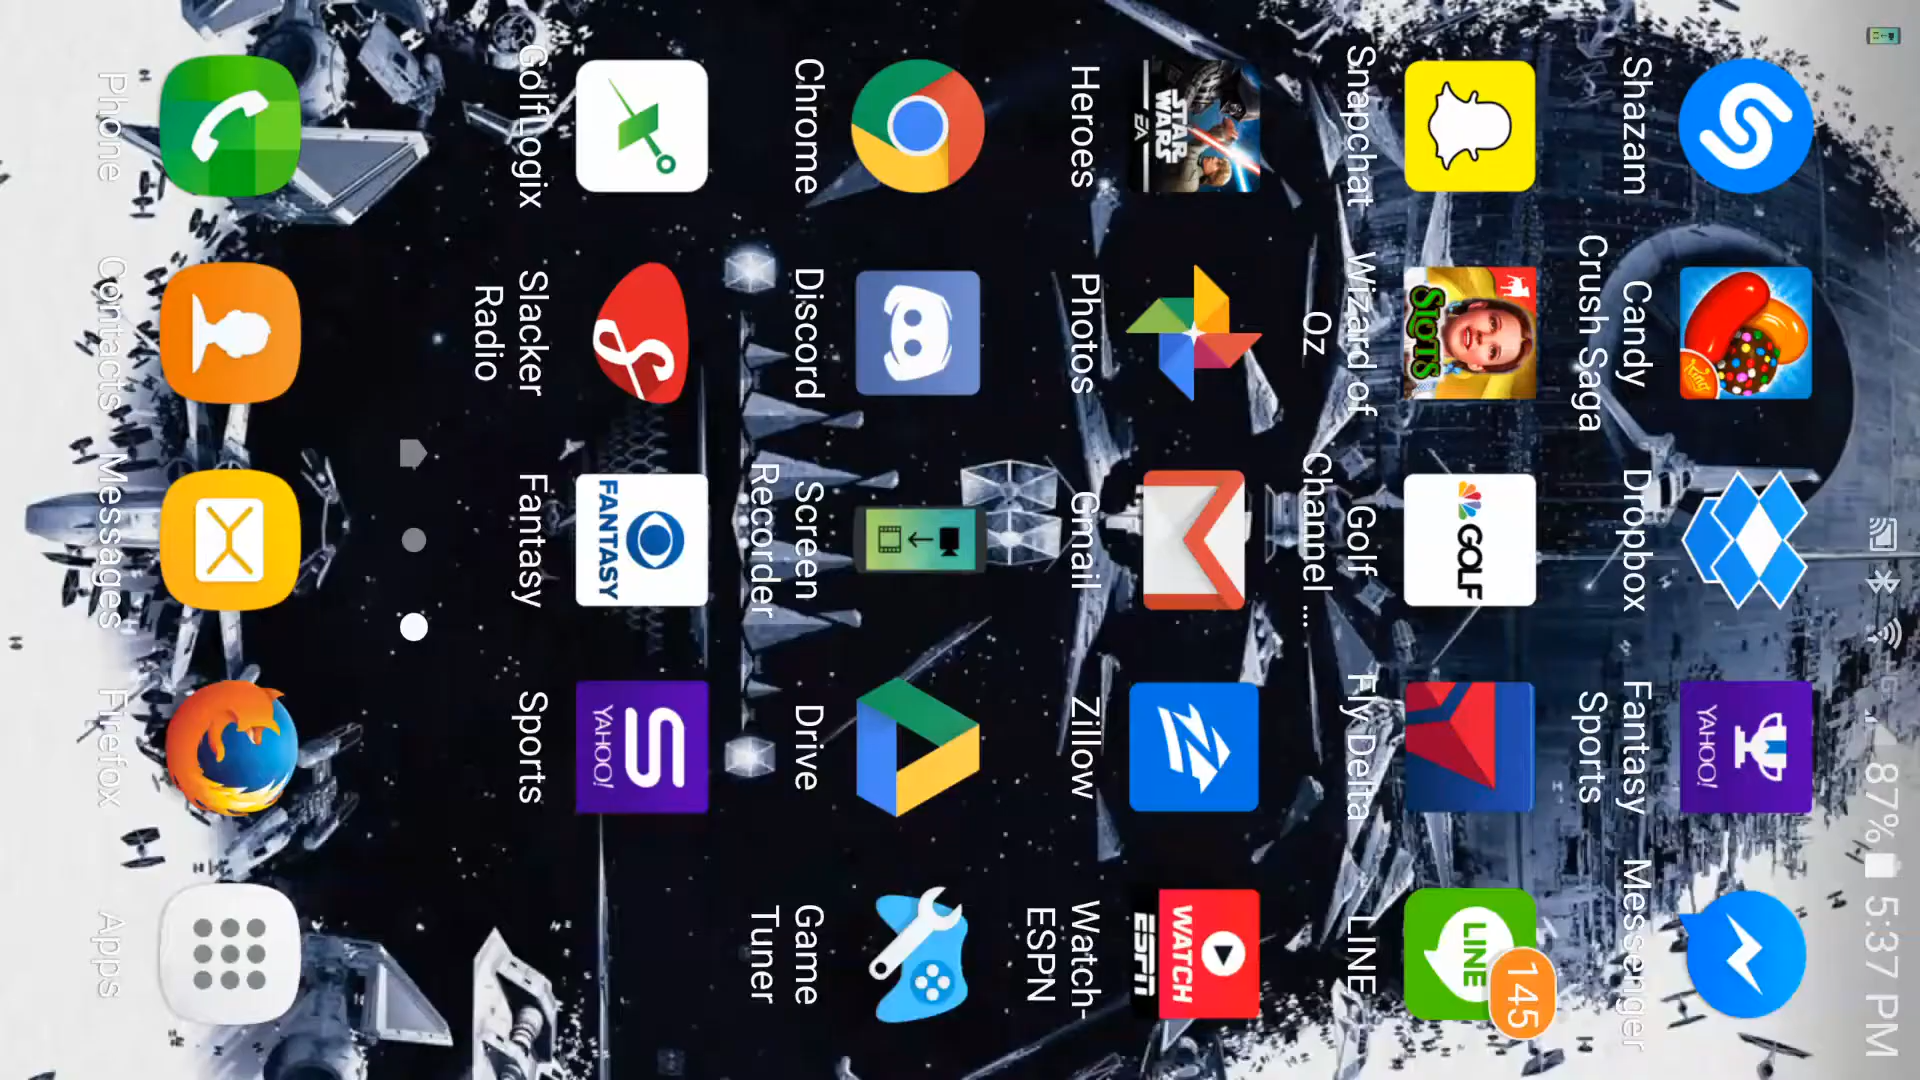 87% 5:37 PM
Shazam
Candy
Crush Saga
Dropbox
YAHOO!
Fantasy
Sports
Messenger
Snapchat
SLOTS
Wizard of
Oz
GOLF
Golf
Channel ...
Fly Delta
LINE
145
LINE
STAR
WARS
EA
Heroes
Photos
Gmail
Zillow
WATCH
ESPN
Watch-
ESPN
Chrome
Discord
Screen
Recorder
Drive
Game
Tuner
GolfLogix
Slacker
Radio
FANTASY
Fantasy
YAHOO!
Sports
Phone
Contacts
Messages
Firefox
Apps